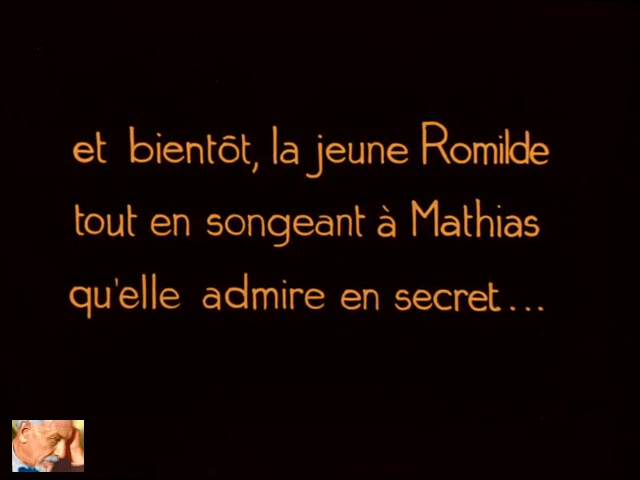 et bientôt, la jeune Romilde
tout en songeant à Mathias
qu'elle admire en secret...